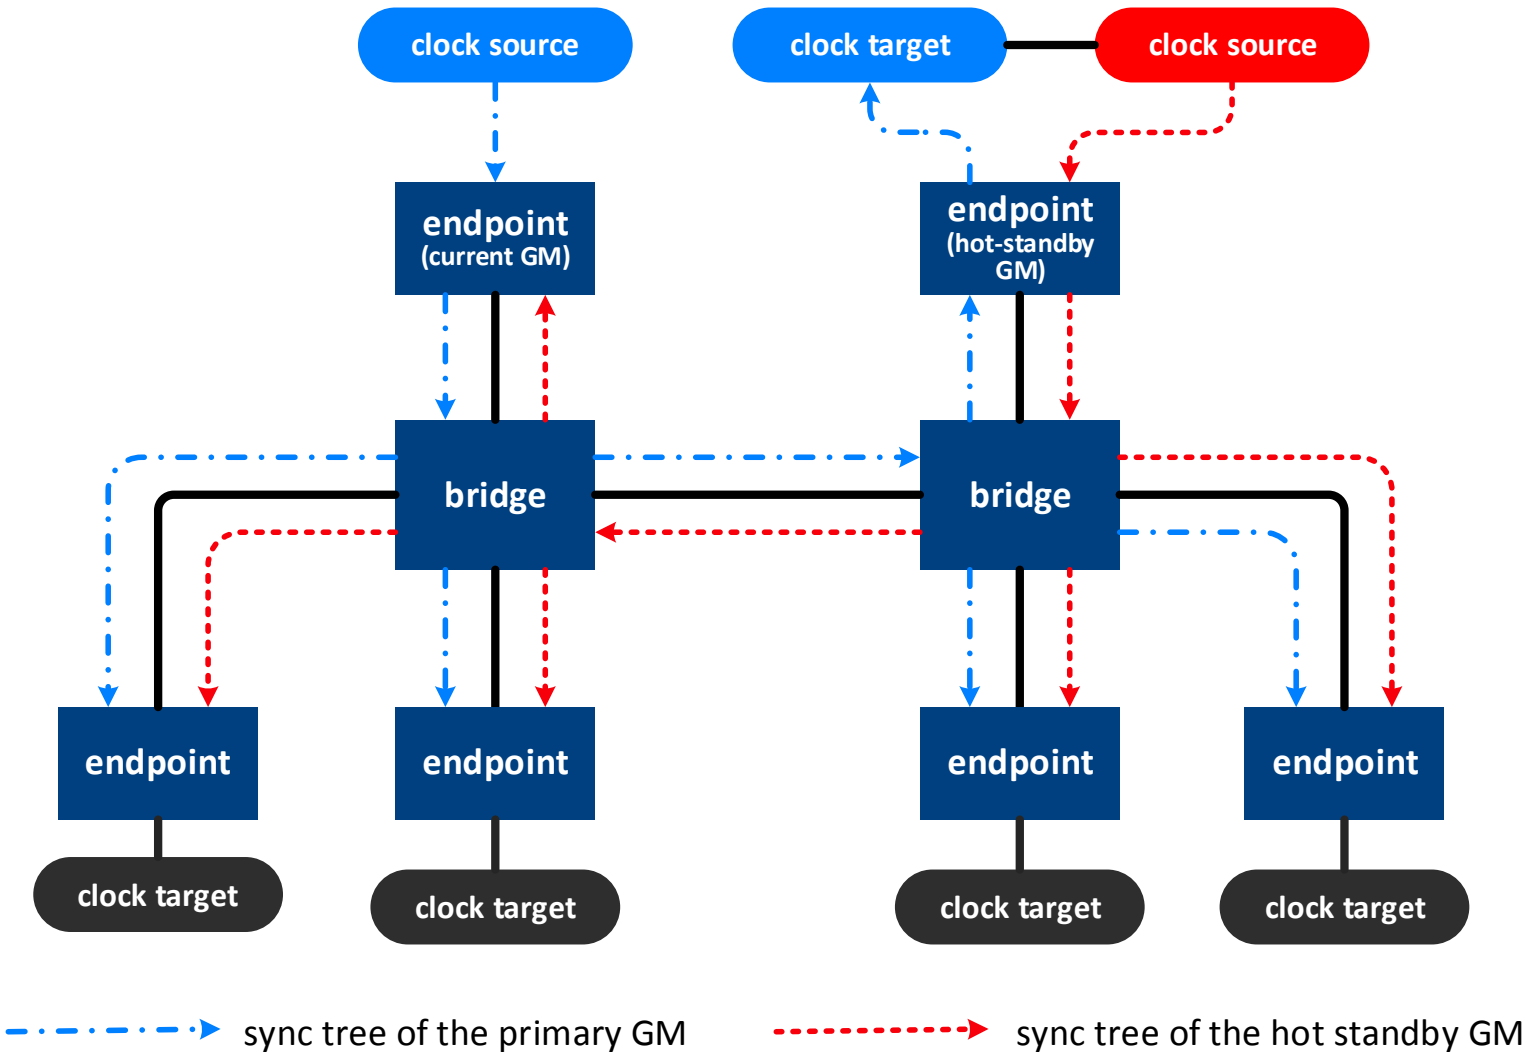 clock source
clock target
clock source
endpoint
(current GM)
endpoint
(hot-standby
GM)
bridge
bridge
endpoint
endpoint
endpoint
endpoint
clock target
clock target
clock target
clock target
sync tree of the primary GM
sync tree of the hot standby GM